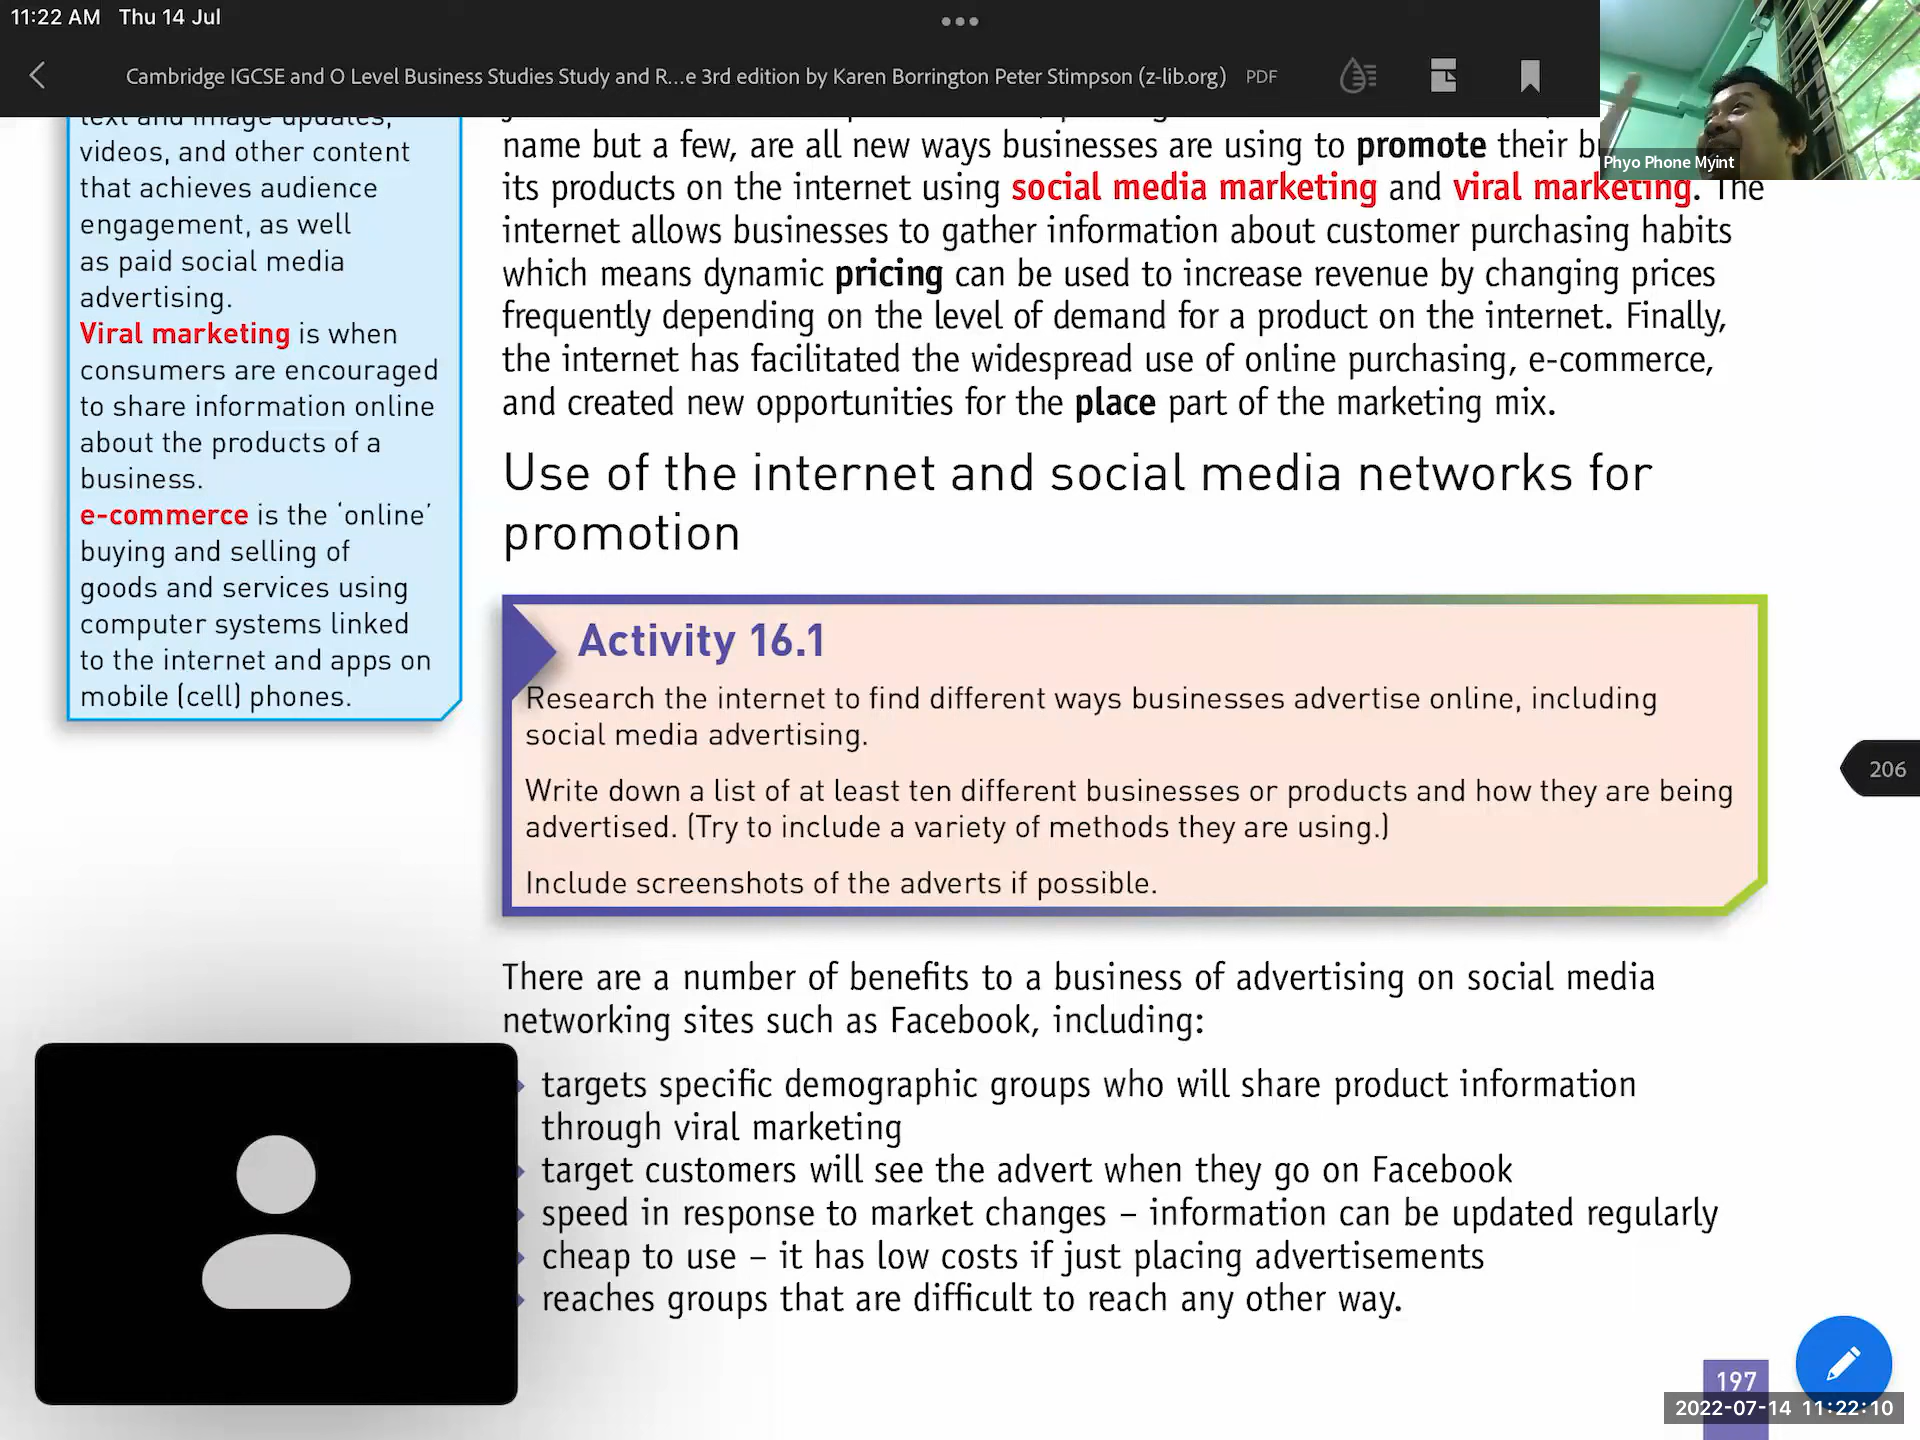 11:22 AM Thu 14 Jul
Cambridge IGCSE and O Level Business Studies Study and R...e 3rd edition by Karen Borrington Peter Stimpson (z-lib.org) PDF
Phyo Phone Myint
text and image updates,
videos, and other content
that achieves audience
engagement, as well
as paid social media
advertising.
Viral marketing is when
consumers are encouraged
to share information online
about the products of a
business.
e-commerce is the ‘online’
buying and selling of
goods and services using
computer systems linked
to the internet and apps on
mobile (cell) phones.
name but a few, are all new ways businesses are using to promote their
its products on the internet using social media marketing and viral marketing. The
internet allows businesses to gather information about customer purchasing habits
which means dynamic pricing can be used to increase revenue by changing prices
frequently depending on the level of demand for a product on the internet. Finally,
the internet has facilitated the widespread use of online purchasing, e-commerce,
and created new opportunities for the place part of the marketing mix.
Use of the internet and social media networks for
promotion
Activity 16.1
Research the internet to find different ways businesses advertise online, including
social media advertising.
Write down a list of at least ten different businesses or products and how they are being
advertised. (Try to include a variety of methods they are using.)
Include screenshots of the adverts if possible.
206
There are a number of benefits to a business of advertising on social media
networking sites such as Facebook, including:
targets specific demographic groups who will share product information
through viral marketing
target customers will see the advert when they go on Facebook
speed in response to market changes – information can be updated regularly
cheap to use – it has low costs if just placing advertisements
reaches groups that are difficult to reach any other way.
197
2022-07-14 11:22:10